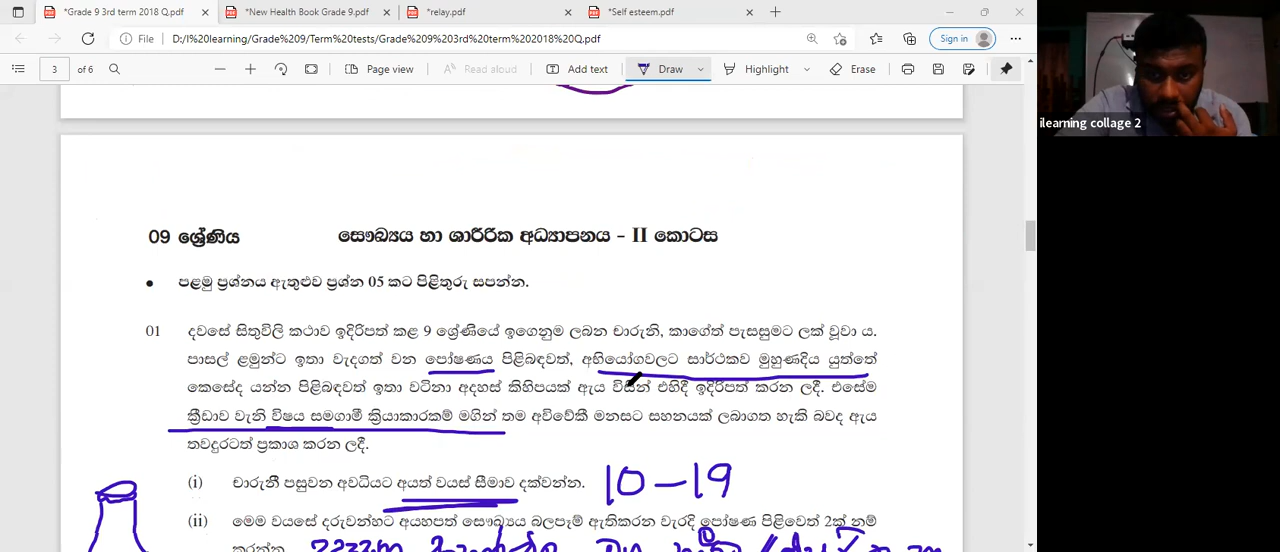 *Grade 9 3rd term 2018 Q.pdf
*New Health Book Grade 9.pdf
*relay.pdf
*Self esteem.pdf
File
D:/I%20learning/Grade%209/Term%20tests/Grade%209%203rd%20term%202018%20Q.pdf
Sign in
3 of 6
Page view
Read aloud
Add text
Draw
Highlight
Erase
ilearning collage 2
09 ශ්‍රේණිය සෞඛ්‍යය හා ශාරීරික අධ්‍යාපනය - II කොටස
• පළමු ප්‍රශ්නය ඇතුළුව ප්‍රශ්න 05 කට පිළිතුරු සපන්න.
01 දවසේ සිතුවිලි කථාව ඉදිරිපත් කළ 9 ශ්‍රේණියේ ඉගෙනුම ලබන චාරුනි, කාගේත් පැසසුමට ලක් වූවා ය.
පාසල් ළමුන්ට ඉතා වැදගත් වන පෝෂණය පිළිබඳවත්, අභියෝගවලට සාර්ථකව මුහුණදිය යුත්තේ
කෙසේද යන්න පිළිබඳවත් ඉතා වටිනා අදහස් කිහිපයක් ඇය විසින් එහිදී ඉදිරිපත් කරන ලදී. එසේම
ක්‍රීඩාව වැනි විෂය සමගාමී ක්‍රියාකාරකම් මගින් තම අවිවේකී මනසට සහනයක් ලබාගත හැකි බවද ඇය
තවදුරටත් ප්‍රකාශ කරන ලදී.
(i) චාරුනී පසුවන අවධියට අයත් වයස් සීමාව දක්වන්න. 10 – 19
(ii) මෙම වයසේ දරුවන්හට අයහපත් සෞඛ්‍යය බලපෑම් ඇතිකරන වැරදි පෝෂණ පිළිවෙත් 2ක් නම්
කරන්න.